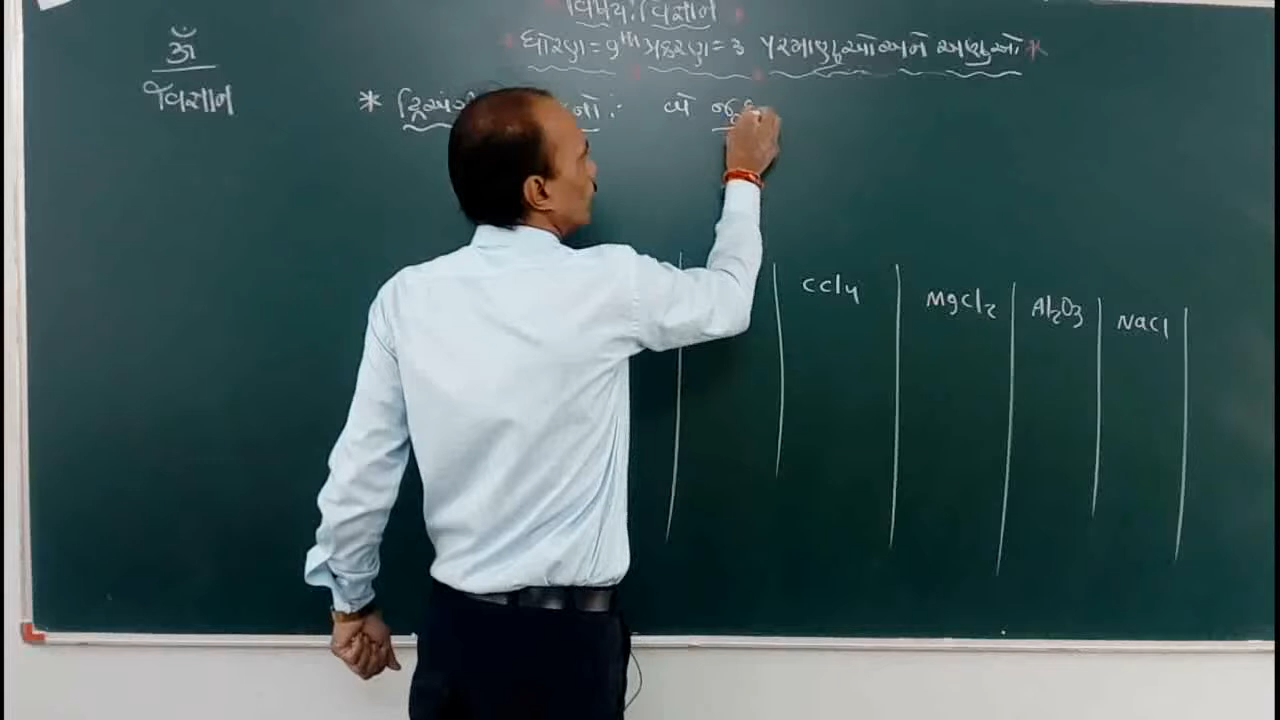 વિષય:વિજ્ઞાન
ૐ
વિજ્ઞાન
* ધોરણ=9th પ્રકરણ=3 પરમાણુઓ અને અણુઓ *
* નો: બે
CCl4
MgCl2
Al2O3
NaCl